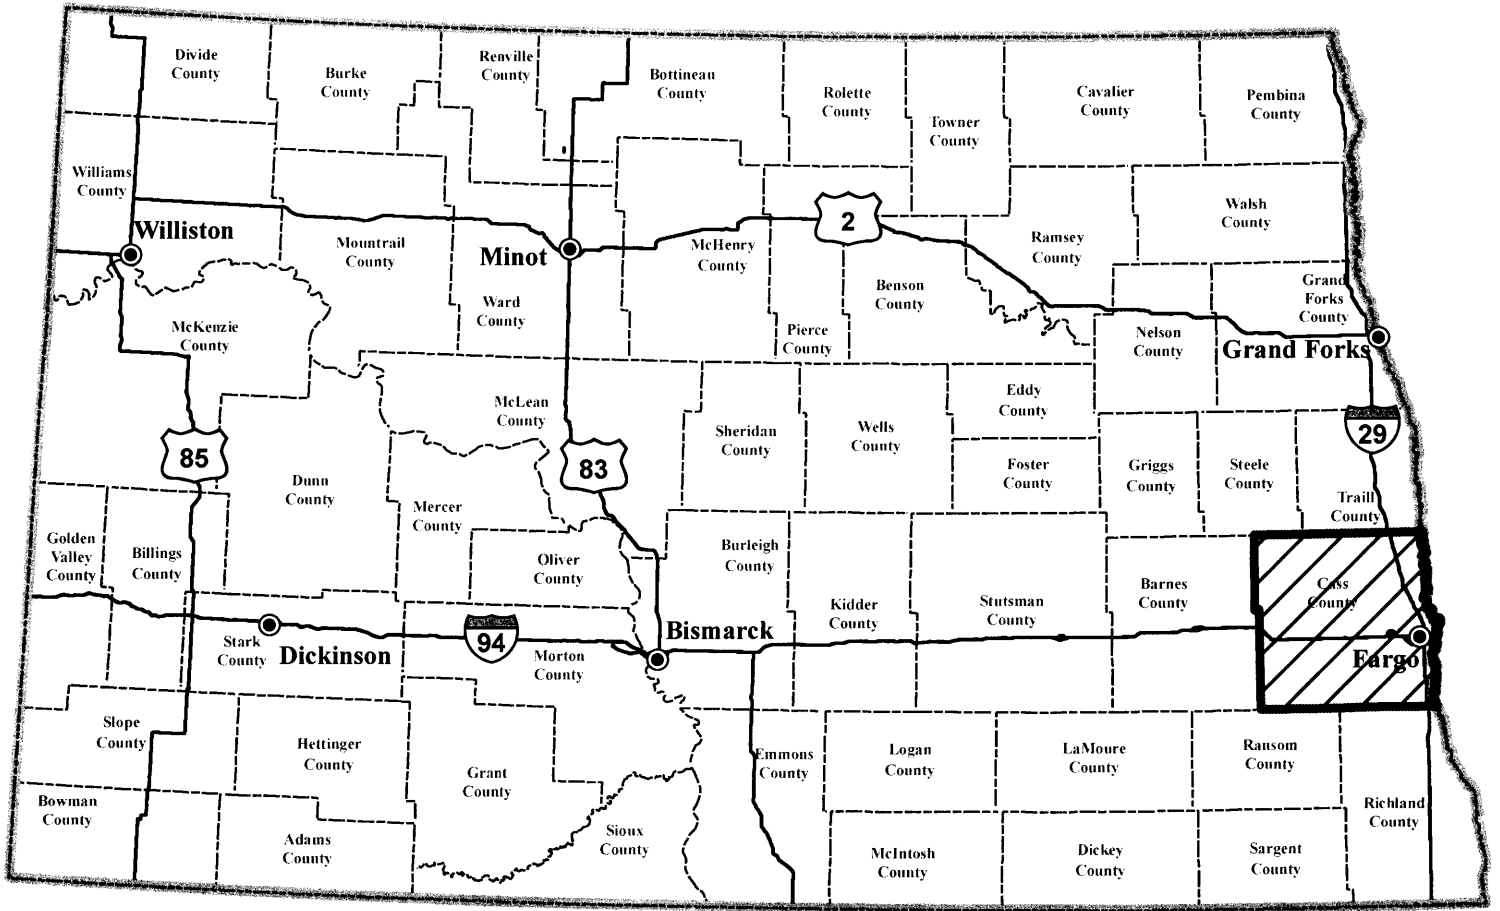 Divide
County
Burke
County
Renville
County
Bottineau
County
Rolette
County
Towner
County
Cavalier
County
Pembina
County
Williams
County
Williston
Mountrail
County
Minot
Ward
County
McHenry
County
2
Pierce
County
Benson
County
Ramsey
County
Walsh
County
Grand
Forks
County
Nelson
County
Grand Forks
McKenzie
County
McLean
County
Sheridan
County
Wells
County
Eddy
County
Foster
County
Griggs
County
Steele
County
29
Traill
County
85
83
Dunn
County
Mercer
County
Oliver
County
Golden
Valley
County
Billings
County
Burleigh
County
Kidder
County
Stutsman
County
Barnes
County
Cass
County
Fargo
Stark
County
Dickinson
94
Morton
County
Bismarck
Slope
County
Hettinger
County
Grant
County
Emmons
County
Logan
County
LaMoure
County
Ransom
County
Richland
County
Bowman
County
Adams
County
Sioux
County
McIntosh
County
Dickey
County
Sargent
County